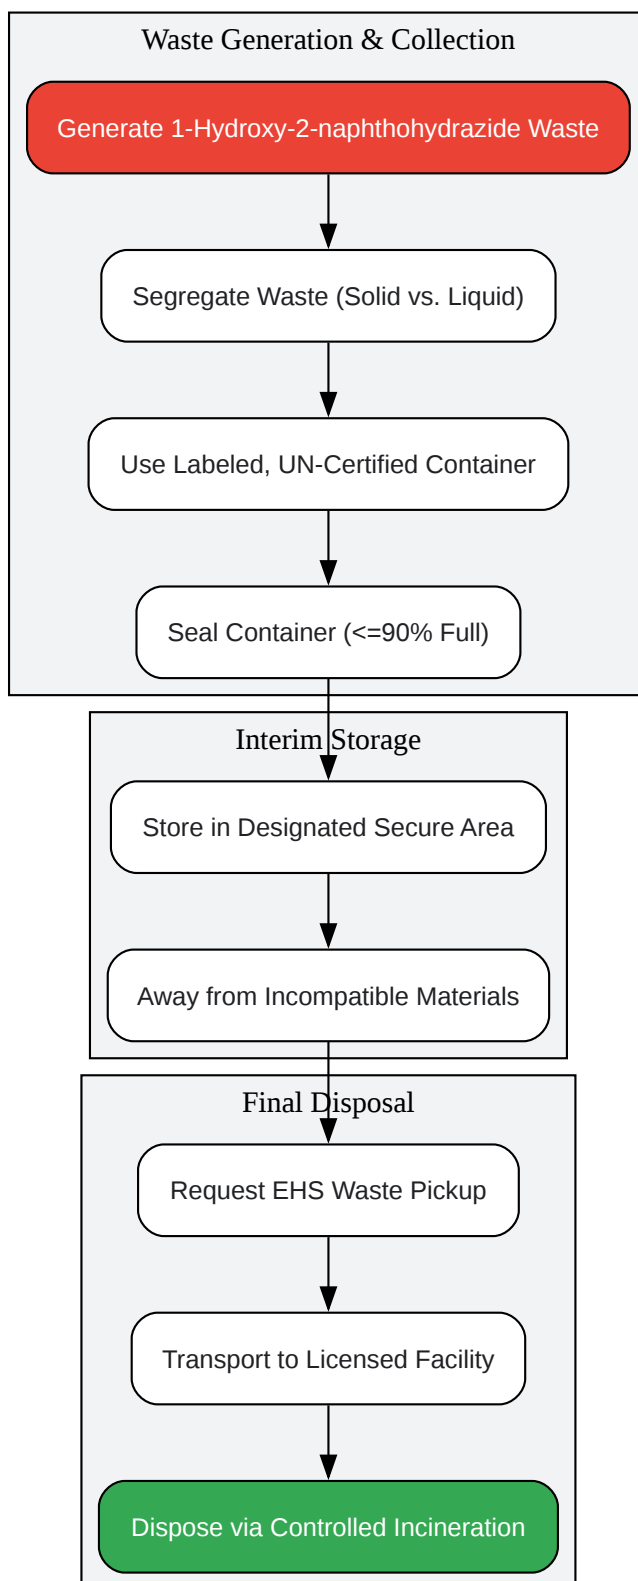 Waste Generation & Collection
Generate 1-Hydroxy-2-naphthohydrazide Waste
Segregate Waste (Solid vs. Liquid)
Use Labeled, UN-Certified Container
Seal Container (<=90% Full)
Interim Storage
Store in Designated Secure Area
Away from Incompatible Materials
Final Disposal
Request EHS Waste Pickup
Transport to Licensed Facility
Dispose via Controlled Incineration